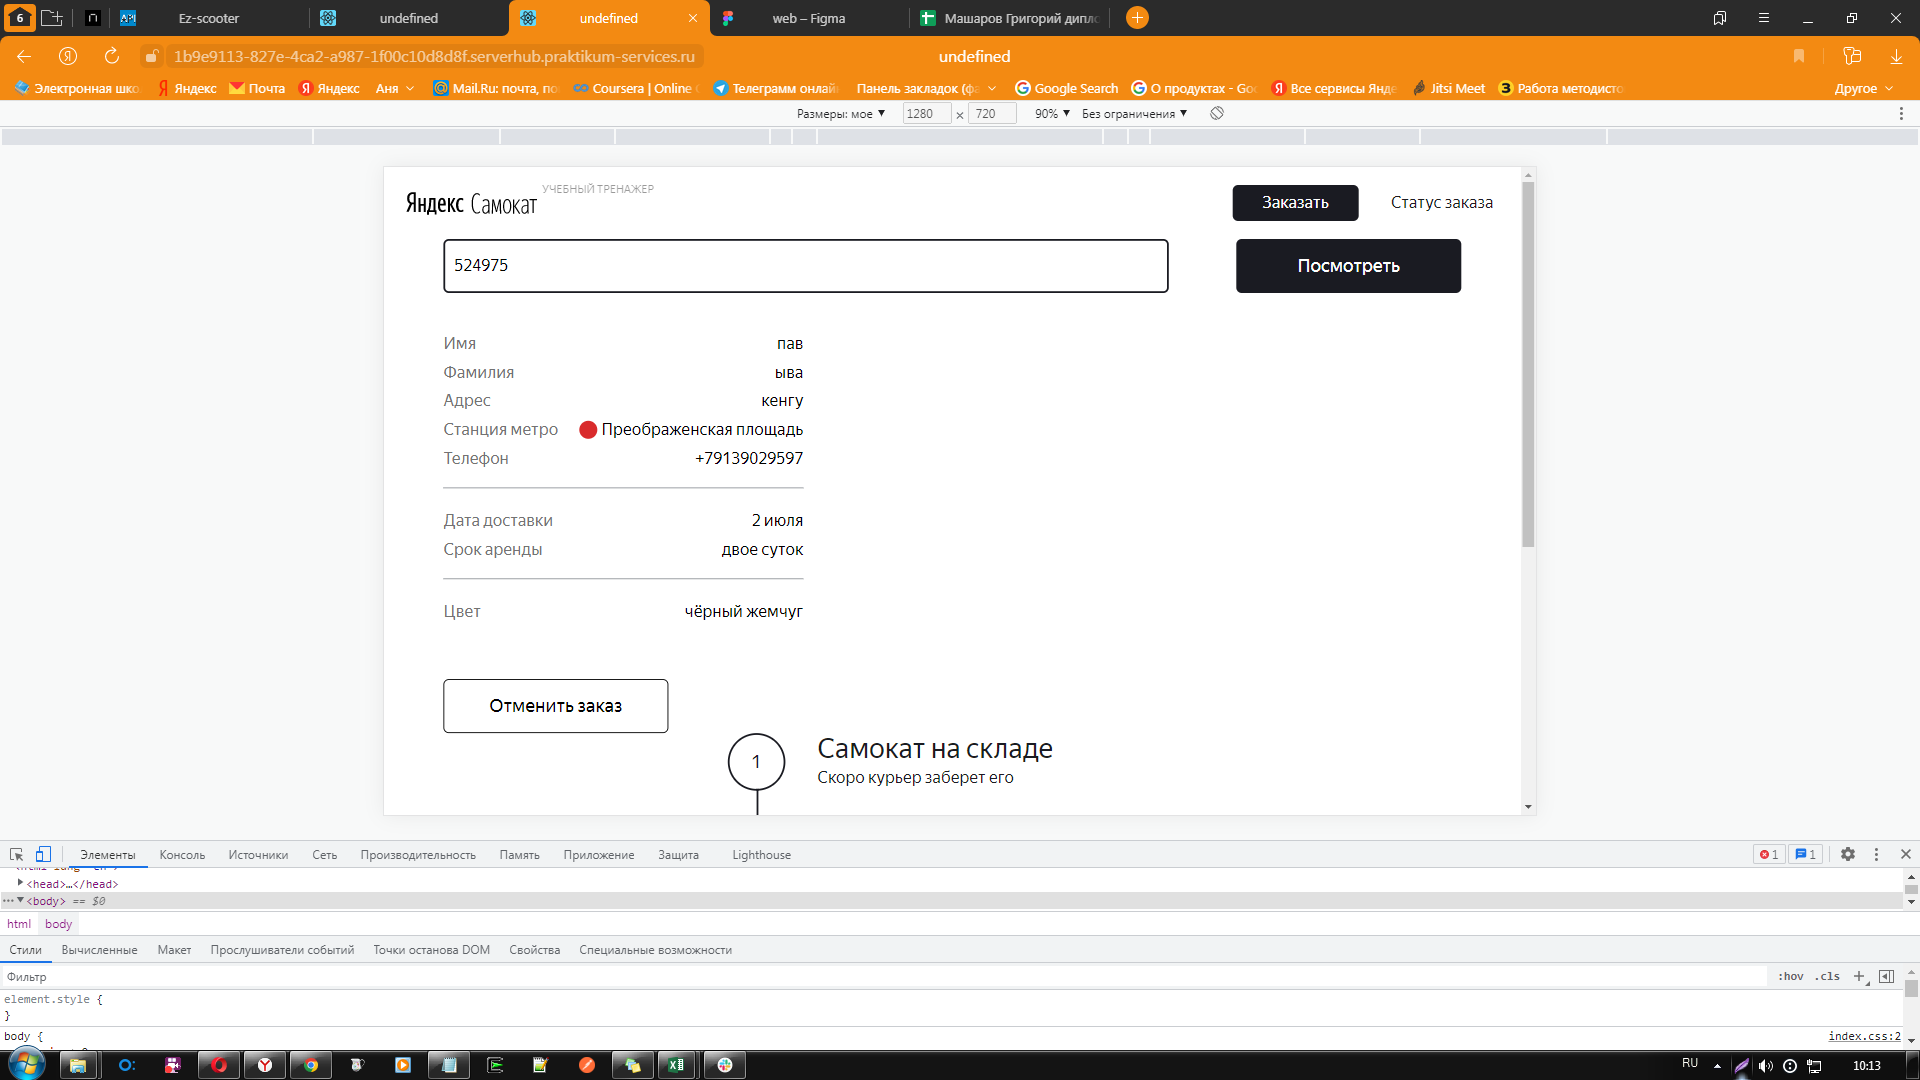 6
Ez-scooter
undefined
undefined
web – Figma
Машаров Григорий дипло
1b9e9113-827e-4ca2-a987-1f00c10d8d8f.serverhub.praktikum-services.ru
undefined
Электронная шко
Яндекс
Почта
Яндекс
Аня
Mail.Ru: почта, по
Coursera | Online
Телеграмм онлай
Панель закладок (фа
Google Search
О продуктах - Goo
Все сервисы Янде
Jitsi Meet
Работа методисто
Другое
Размеры: мое
1280 × 720
90%
Без ограничения
Яндекс Самокат
УЧЕБНЫЙ ТРЕНАЖЕР
Заказать
Статус заказа
524975
Посмотреть
Имя пав
Фамилия ыва
Адрес кенгу
Станция метро Преображенская площадь
Телефон +79139029597
Дата доставки 2 июля
Срок аренды двое суток
Цвет чёрный жемчуг
Отменить заказ
1
Самокат на складе
Скоро курьер заберет его
Элементы Консоль Источники Сеть Производительность Память Приложение Защита Lighthouse
1 1
<head>…</head>
<body> == $0
html body
Стили Вычисленные Макет Прослушиватели событий Точки останова DOM Свойства Специальные возможности
Фильтр
:hov .cls
element.style {
}
body {
index.css:2
RU
10:13